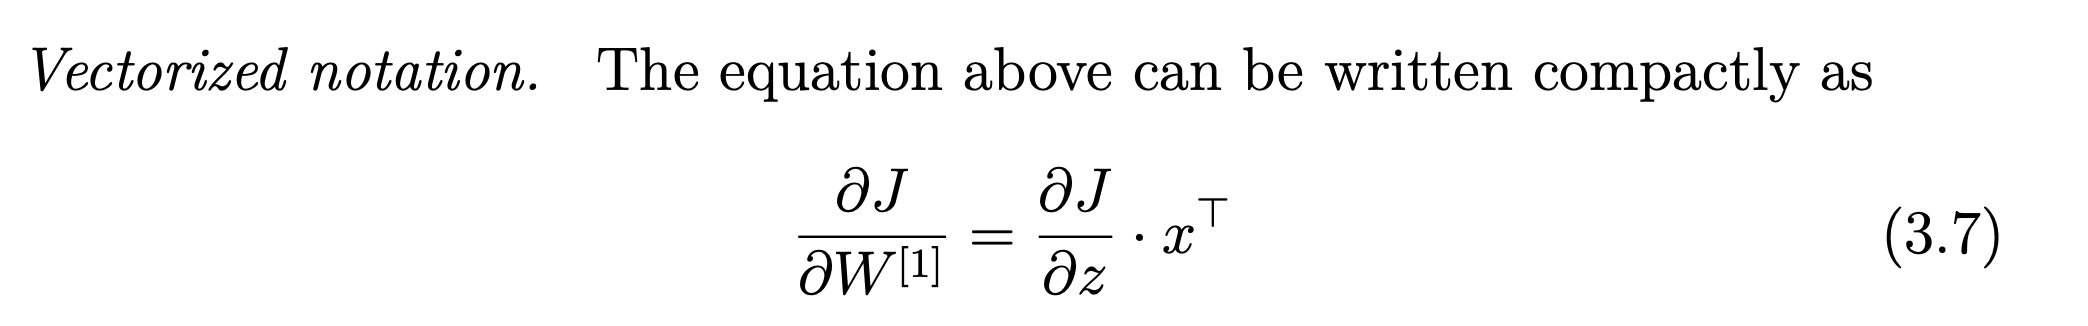 Vectorized notation. The equation above can be written compactly as
∂J/∂W^[1] = ∂J/∂z · x^⊤ (3.7)